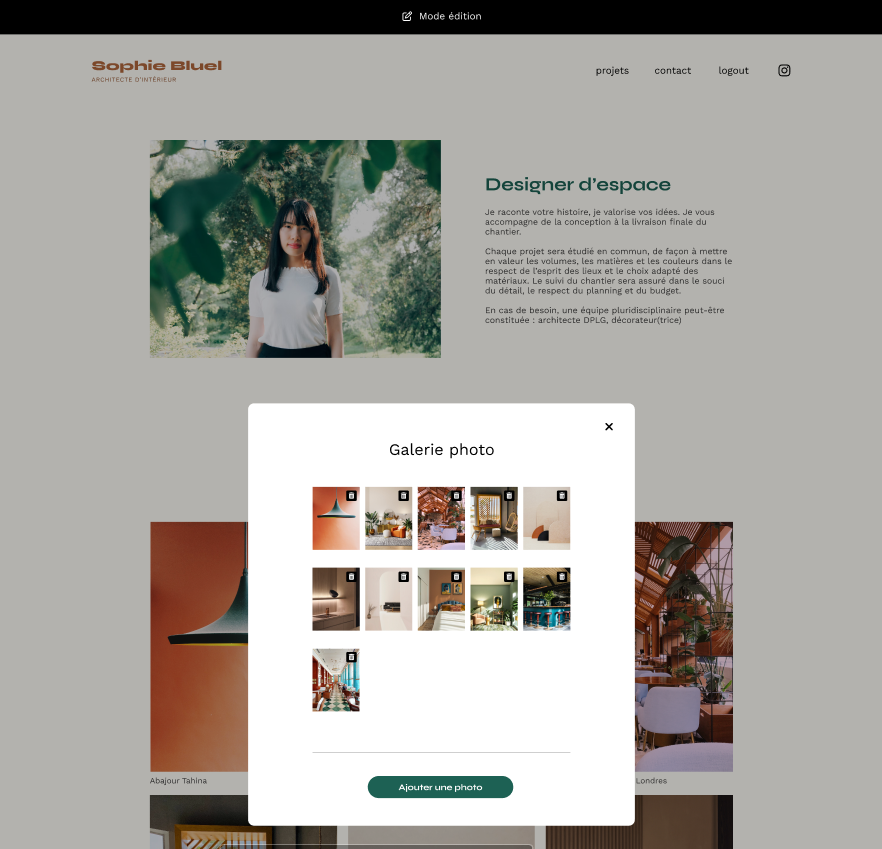 Mode édition
Sophie Bluel
ARCHITECTE D'INTÉRIEUR
projets contact logout
Designer d'espace
Je raconte votre histoire, je valorise vos idées. Je vous
accompagne de la conception à la livraison finale du
chantier.
Chaque projet sera étudié en commun, de façon à mettre
en valeur les volumes, les matières et les couleurs dans le
respect de l'esprit des lieux et le choix adapté des
matériaux. Le suivi du chantier sera assuré dans le souci
du détail, le respect du planning et du budget.
En cas de besoin, une équipe pluridisciplinaire peut-être
constituée : architecte DPLG, décorateur(trice)
Galerie photo
Abajour Tahina
Londres
Ajouter une photo